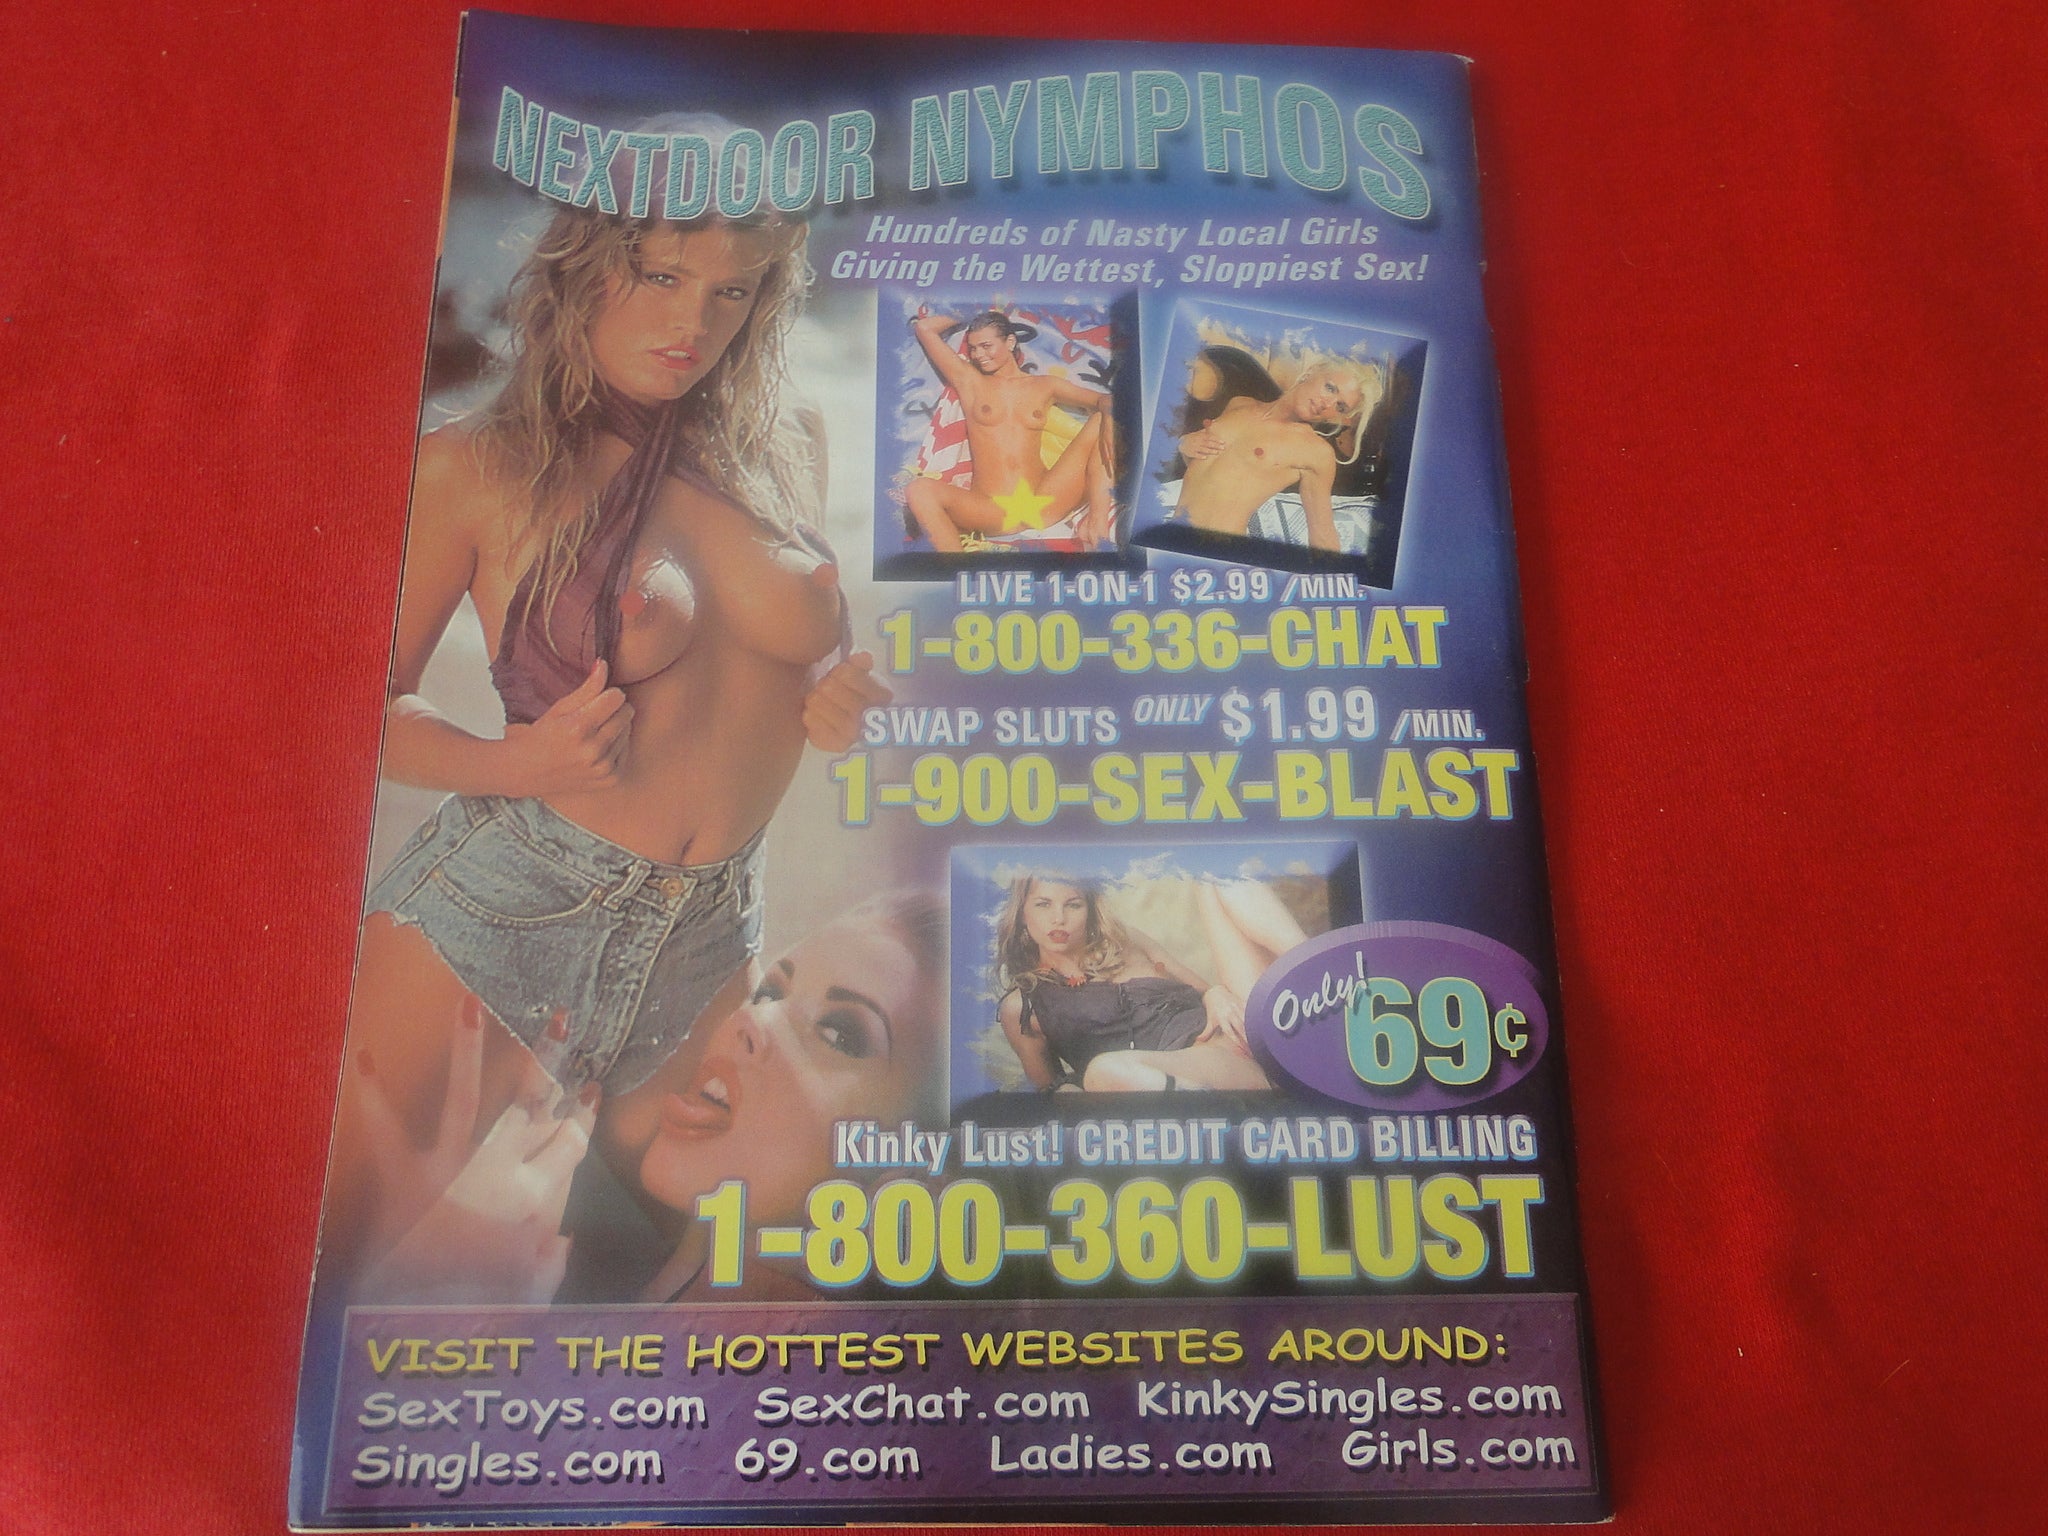 NEXTDOOR NYMPHOS
Hundreds of Nasty Local Girls
Giving the Wettest, Sloppiest Sex!
LIVE 1-ON-1 $2.99 /MIN.
1-800-336-CHAT
SWAP SLUTS ONLY $1.99 /MIN.
1-900-SEX-BLAST
Only! 69¢
Kinky Lust! CREDIT CARD BILLING
1-800-360-LUST
VISIT THE HOTTEST WEBSITES AROUND:
SexToys.com SexChat.com KinkySingles.com
Singles.com 69.com Ladies.com Girls.com